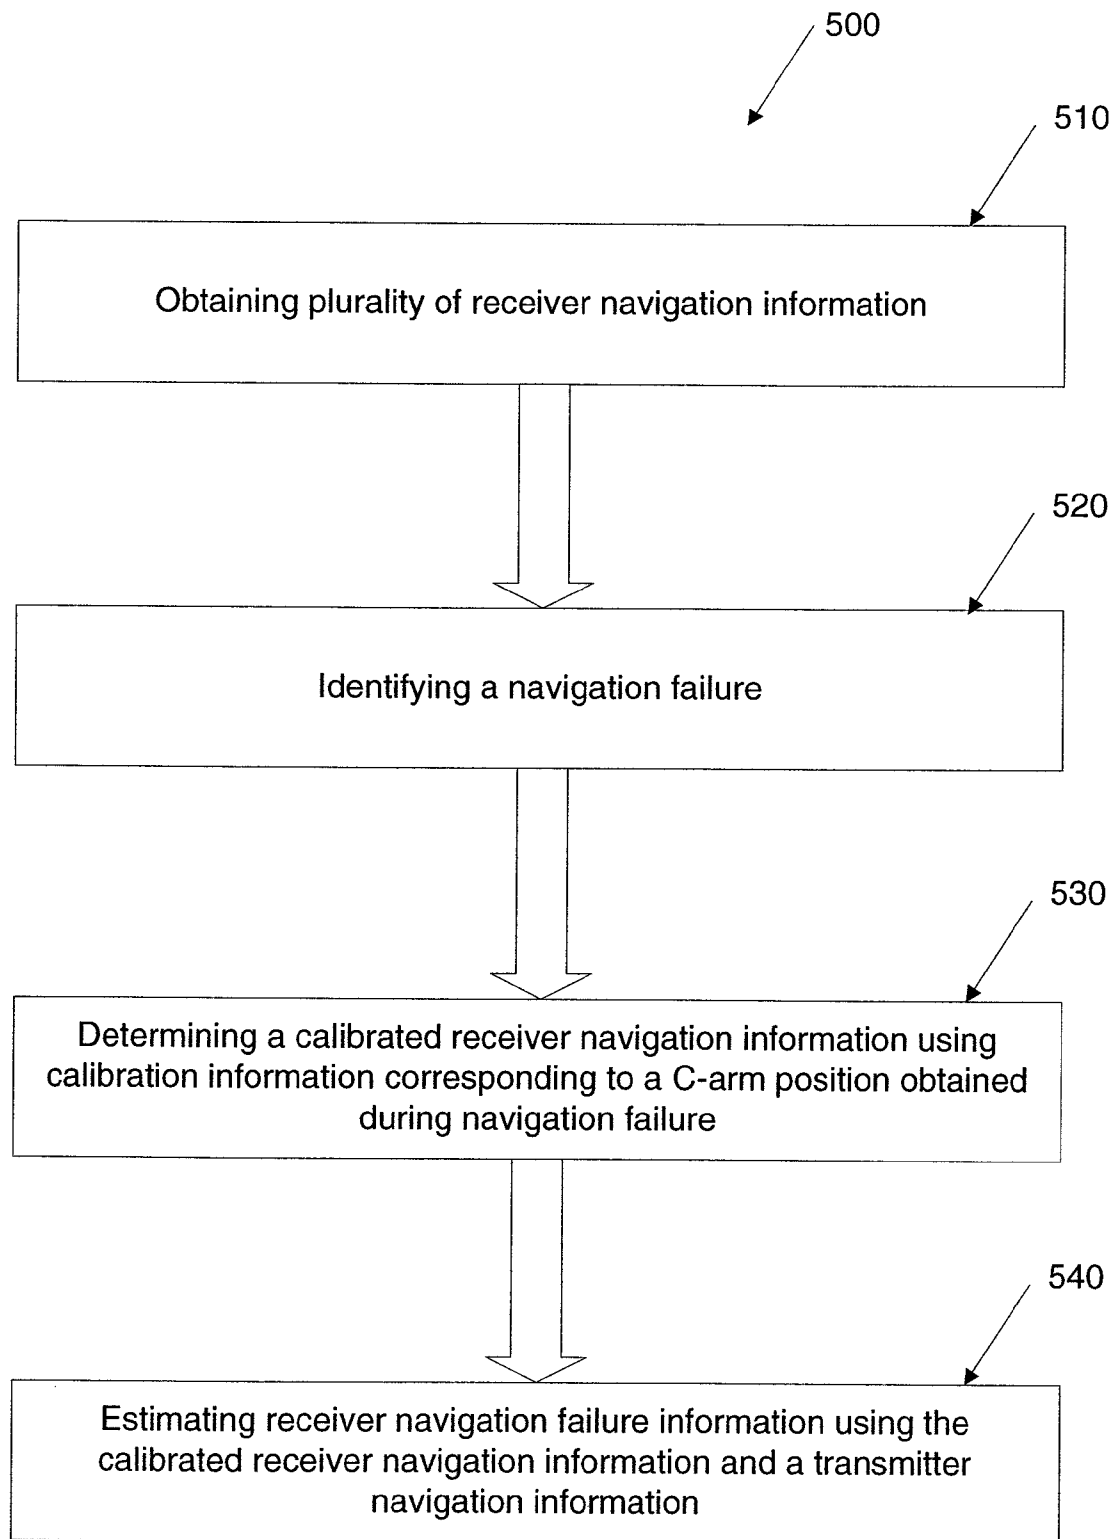 500
510
Obtaining plurality of receiver navigation information
520
Identifying a navigation failure
530
Determining a calibrated receiver navigation information using
calibration information corresponding to a C-arm position obtained
during navigation failure
540
Estimating receiver navigation failure information using the
calibrated receiver navigation information and a transmitter
navigation information